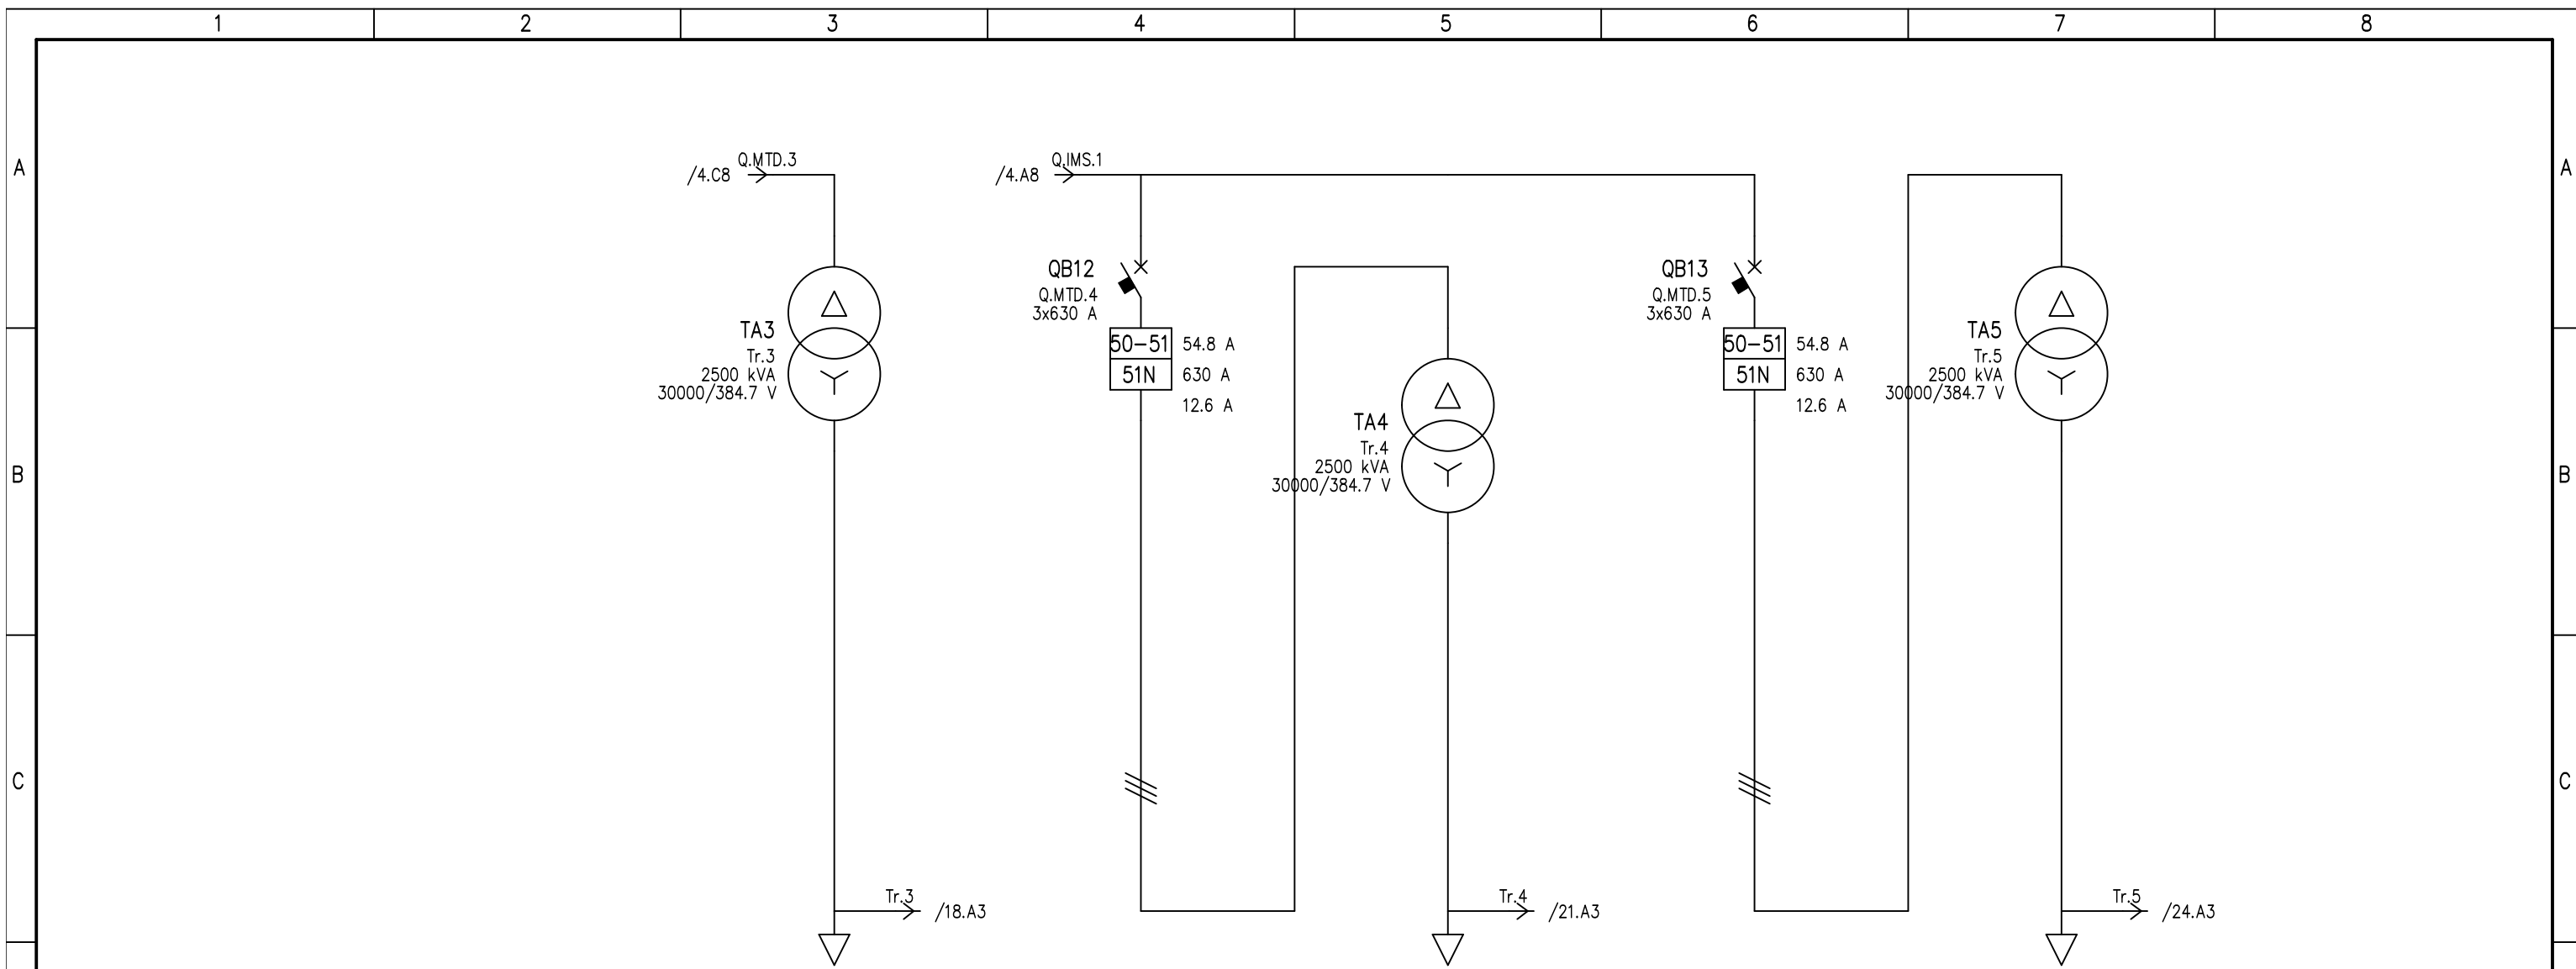 1 2 3 4 5 6 7 8
A A
Q.MTD.3
/4.C8
Q.IMS.1
/4.A8
QB12
Q.MTD.4
3x630 A
50-51 54.8 A
51N 630 A
12.6 A
QB13
Q.MTD.5
3x630 A
50-51 54.8 A
51N 630 A
12.6 A
TA3
Tr.3
2500 kVA
30000/384.7 V
TA4
Tr.4
2500 kVA
30000/384.7 V
TA5
Tr.5
2500 kVA
30000/384.7 V
B B
C C
Tr.3
/18.A3
Tr.4
/21.A3
Tr.5
/24.A3